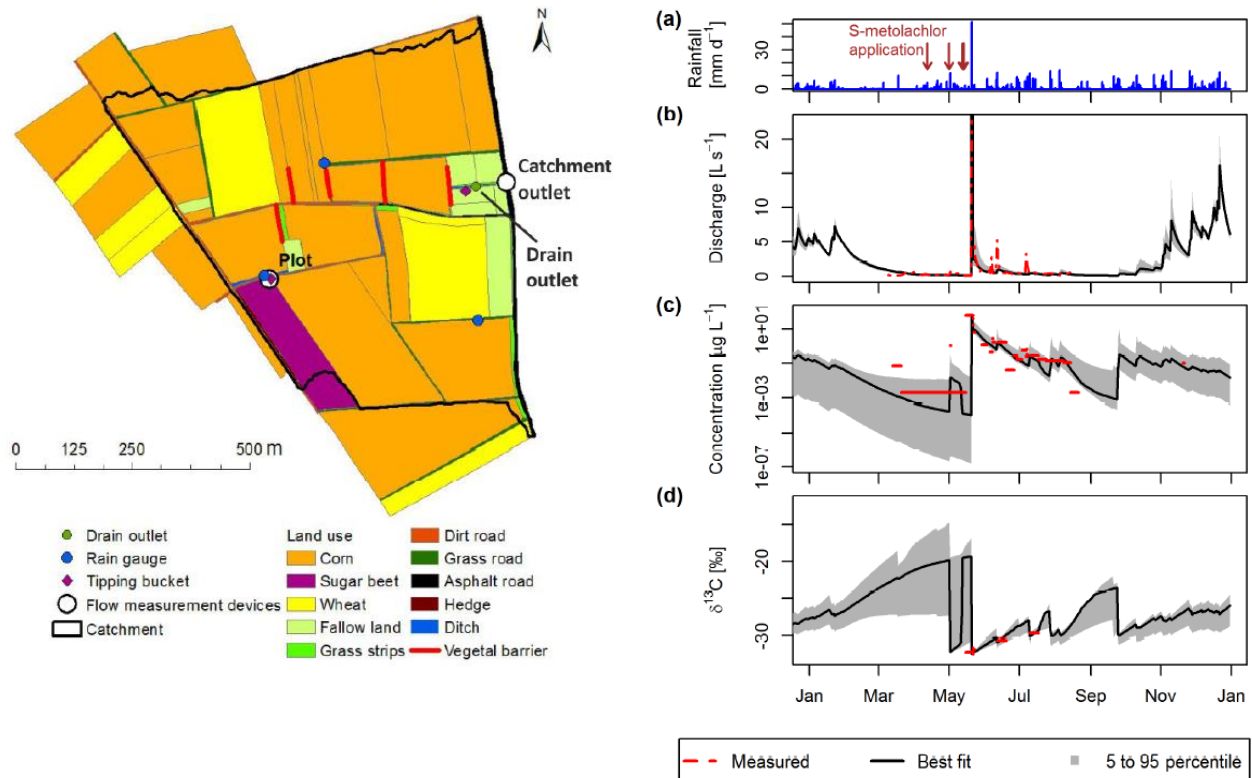 N
Catchment
outlet
Drain
outlet
Plot
0 125 250 500 m
Drain outlet
Rain gauge
Tipping bucket
Flow measurement devices
Catchment
Land use
Corn
Sugar beet
Wheat
Fallow land
Grass strips
Dirt road
Grass road
Asphalt road
Hedge
Ditch
Vegetal barrier
(a)
Rainfall
[mm d⁻¹]
0 30
S-metolachlor
application
(b)
Discharge [L s⁻¹]
0 5 10 20
(c)
Concentration [µg L⁻¹]
1e-07 1e-03 1e+01
(d)
δ¹³C [‰]
-30 -20
Jan Mar May Jul Sep Nov Jan
Measured Best fit 5 to 95 percentile